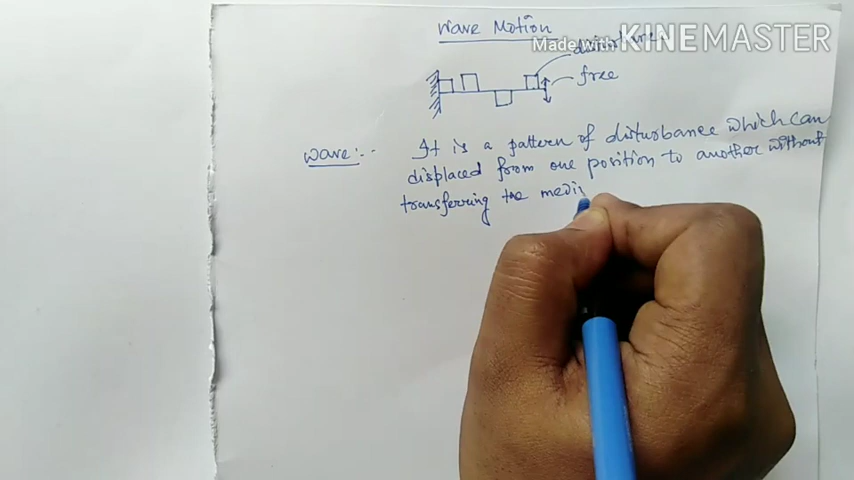 Wave Motion
Made With KINEMASTER
free
wave:-- It is a pattern of disturbance which can
displaced from one position to another without
transferring the medi